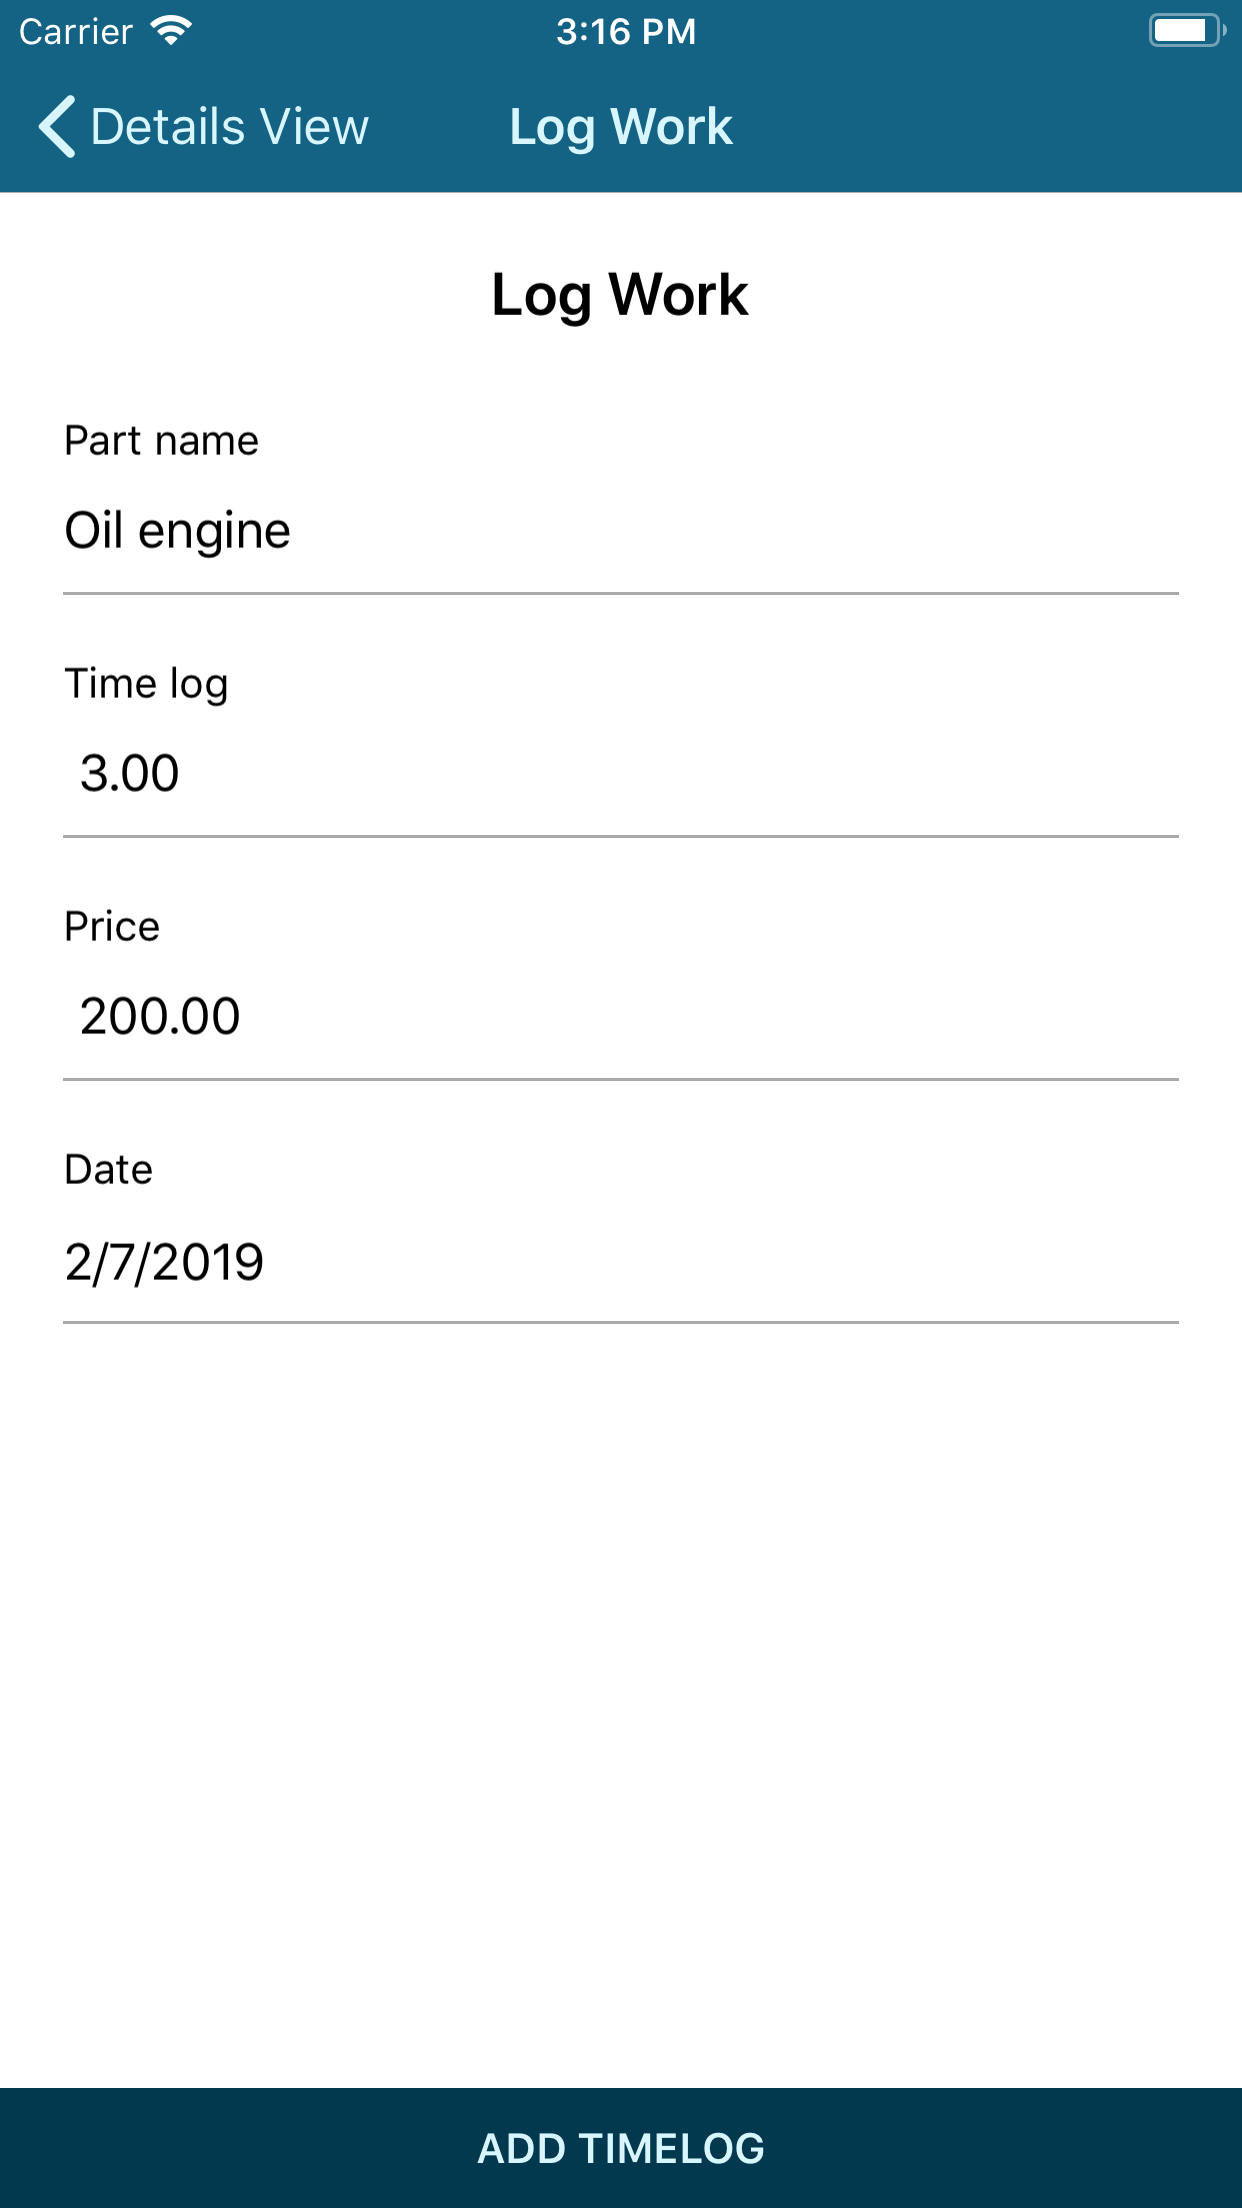 Carrier 3:16 PM
Details View Log Work
Log Work
Part name
Oil engine
Time log
3.00
Price
200.00
Date
2/7/2019
ADD TIMELOG